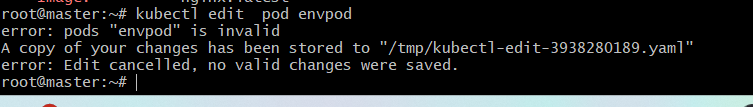 root@master:~# kubectl edit  pod envpod
error: pods "envpod" is invalid
A copy of your changes has been stored to "/tmp/kubectl-edit-3938280189.yaml"
error: Edit cancelled, no valid changes were saved.
root@master:~#